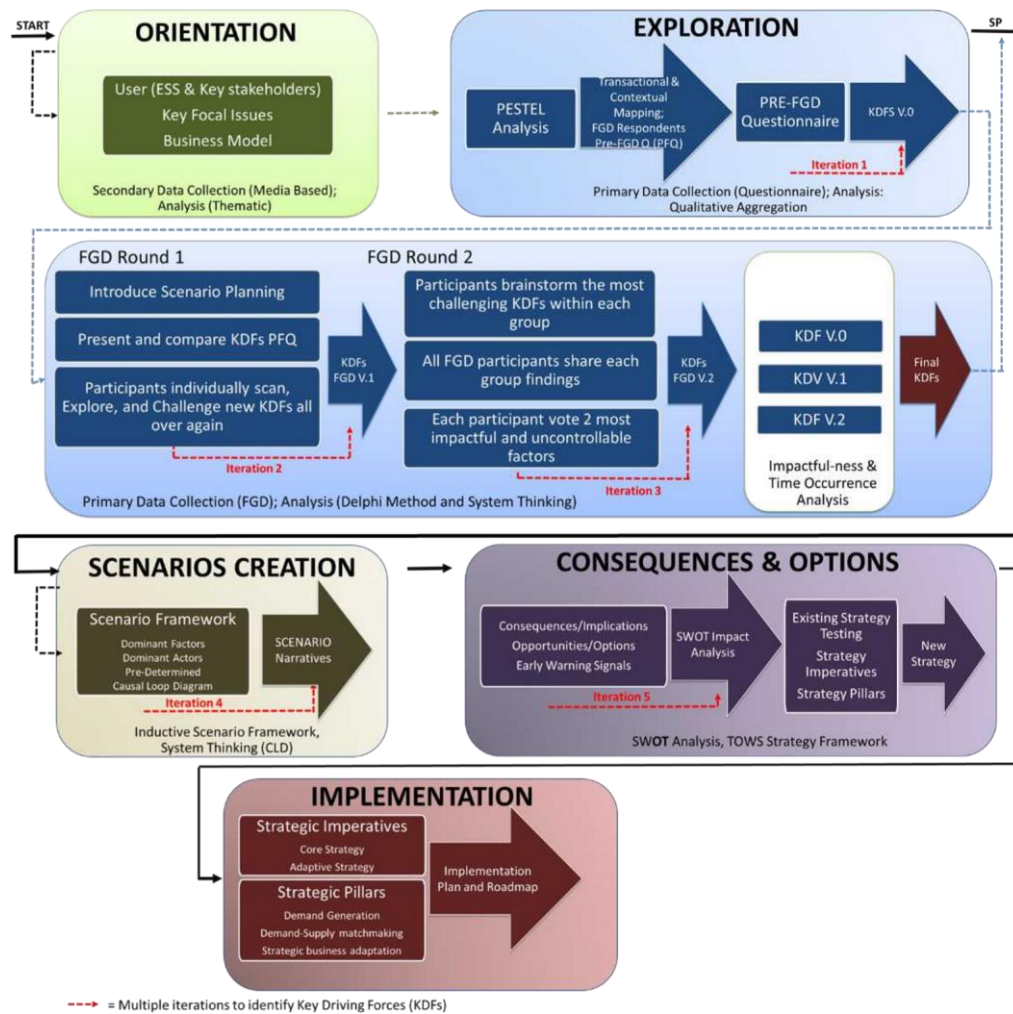 START
ORIENTATION
User (ESS & Key stakeholders)
Key Focal Issues
Business Model
Secondary Data Collection (Media Based);
Analysis (Thematic)
EXPLORATION
SP
PESTEL
Analysis
Transactional &
Contextual
Mapping;
FGD Respondents
Pre-FGD Q (PFQ)
PRE-FGD
Questionnaire
KDFS V.0
Iteration 1
Primary Data Collection (Questionnaire); Analysis:
Qualitative Aggregation
FGD Round 1
Introduce Scenario Planning
Present and compare KDFs PFQ
Participants individually scan,
Explore, and Challenge new KDFs all
over again
Iteration 2
KDFs
FGD V.1
FGD Round 2
Participants brainstorm the most
challenging KDFs within each
group
All FGD participants share each
group findings
Each participant vote 2 most
impactful and uncontrollable
factors
Iteration 3
KDFs
FGD V.2
KDF V.0
KDV V.1
KDF V.2
Impactful-ness &
Time Occurrence
Analysis
Final
KDFs
Primary Data Collection (FGD); Analysis (Delphi Method and System Thinking)
SCENARIOS CREATION
Scenario Framework
Dominant Factors
Dominant Actors
Pre-Determined
Causal Loop Diagram
Iteration 4
SCENARIO
Narratives
Inductive Scenario Framework,
System Thinking (CLD)
CONSEQUENCES & OPTIONS
Consequences/Implications
Opportunities/Options
Early Warning Signals
Iteration 5
SWOT Impact
Analysis
Existing Strategy
Testing
Strategy
Imperatives
Strategy Pillars
New
Strategy
SWOT Analysis, TOWS Strategy Framework
IMPLEMENTATION
Strategic Imperatives
Core Strategy
Adaptive Strategy
Strategic Pillars
Demand Generation
Demand-Supply matchmaking
Strategic business adaptation
Implementation
Plan and Roadmap
= Multiple iterations to identify Key Driving Forces (KDFs)